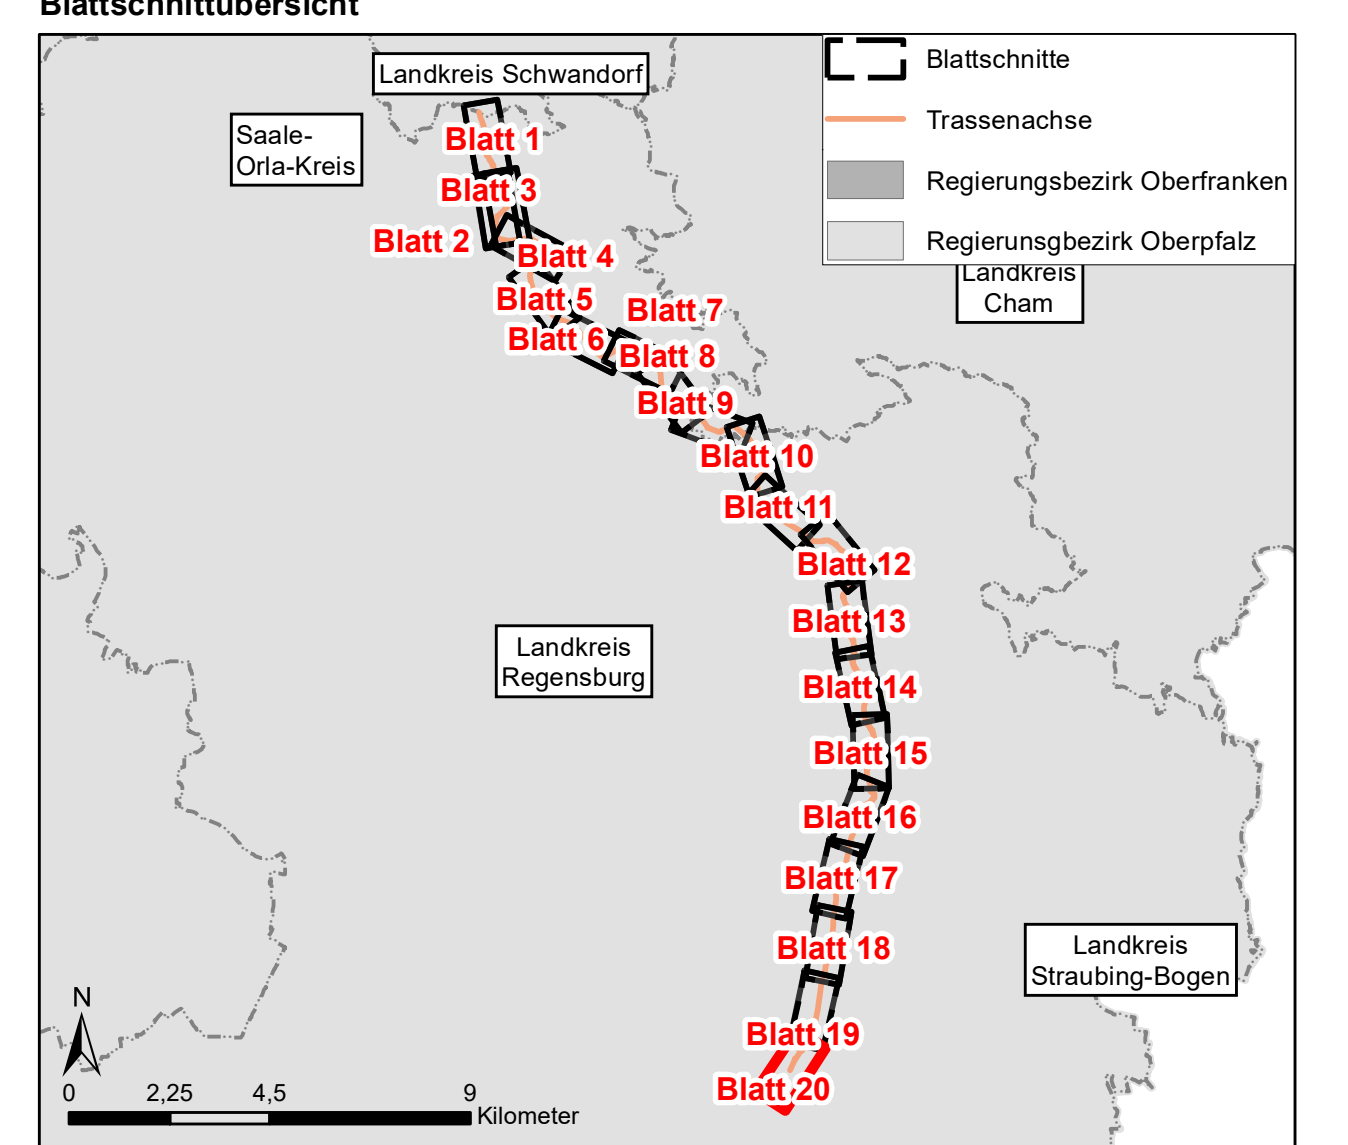 Blattschnittübersicht
Landkreis Schwandorf
Saale-
Orla-Kreis
Blattschnitte
Trassenachse
Regierungsbezirk Oberfranken
Regierunsgbezirk Oberpfalz
Landkreis
Cham
Blatt 1
Blatt 3
Blatt 2
Blatt 4
Blatt 5
Blatt 7
Blatt 6
Blatt 8
Blatt 9
Blatt 10
Blatt 11
Blatt 12
Blatt 13
Landkreis
Regensburg
Blatt 14
Blatt 15
Blatt 16
Blatt 17
Blatt 18
Landkreis
Straubing-Bogen
Blatt 19
Blatt 20
N
0 2,25 4,5 9
Kilometer